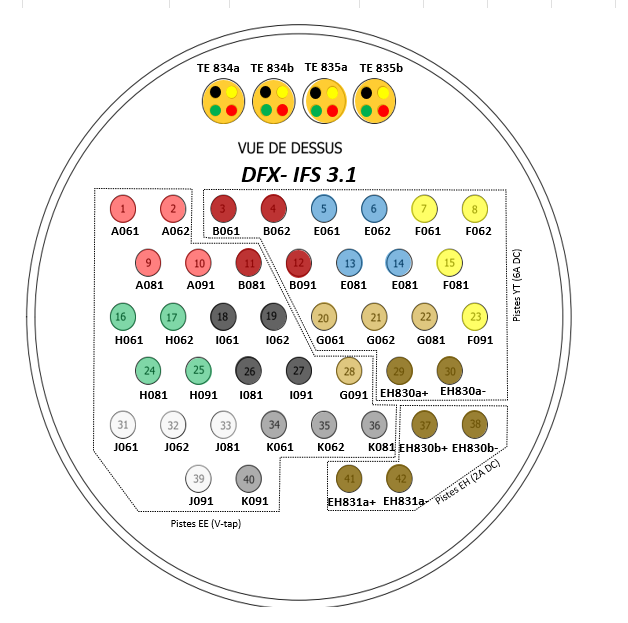 TE 834a TE 834b TE 835a TE 835b
VUE DE DESSUS
DFX- IFS 3.1
1 2 3 4 5 6 7 8
A061 A062 B061 B062 E061 E062 F061 F062
9 10 11 12 13 14 15
A081 A091 B081 B091 E081 E081 F081
16 17 18 19 20 21 22 23
H061 H062 I061 I062 G061 G062 G081 F091
24 25 26 27 28 29 30
H081 H091 I081 I091 G091 EH830a+ EH830a-
31 32 33 34 35 36 37 38
J061 J062 J081 K061 K062 K081 EH830b+ EH830b-
39 40 41 42
J091 K091 EH831a+ EH831a-
Pistes EE (V-tap)
Pistes YT (6A DC)
Pistes EH (2A DC)